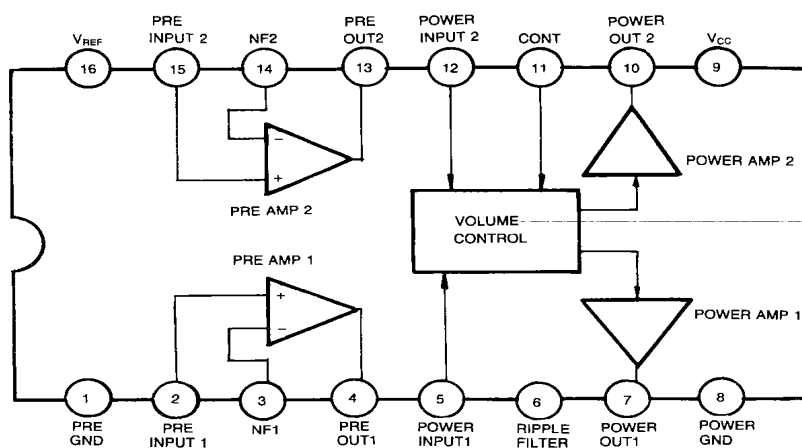 VREF
PRE
INPUT 2
NF2
PRE
OUT2
POWER
INPUT 2
CONT
POWER
OUT 2
VCC
16
15
14
13
12
11
10
9
PRE AMP 2
POWER AMP 2
VOLUME
CONTROL
PRE AMP 1
POWER AMP 1
1
2
3
4
5
6
7
8
PRE
GND
PRE
INPUT 1
NF1
PRE
OUT1
POWER
INPUT1
RIPPLE
FILTER
POWER
OUT1
POWER
GND